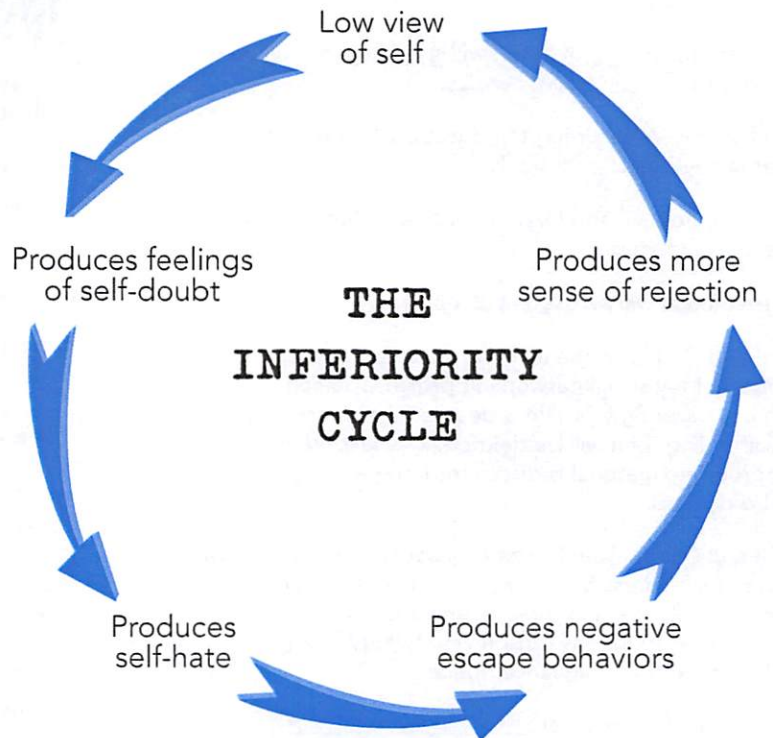 Low view
of self
Produces feelings
of self-doubt
Produces
self-hate
Produces negative
escape behaviors
Produces more
sense of rejection
THE
INFERIORITY
CYCLE